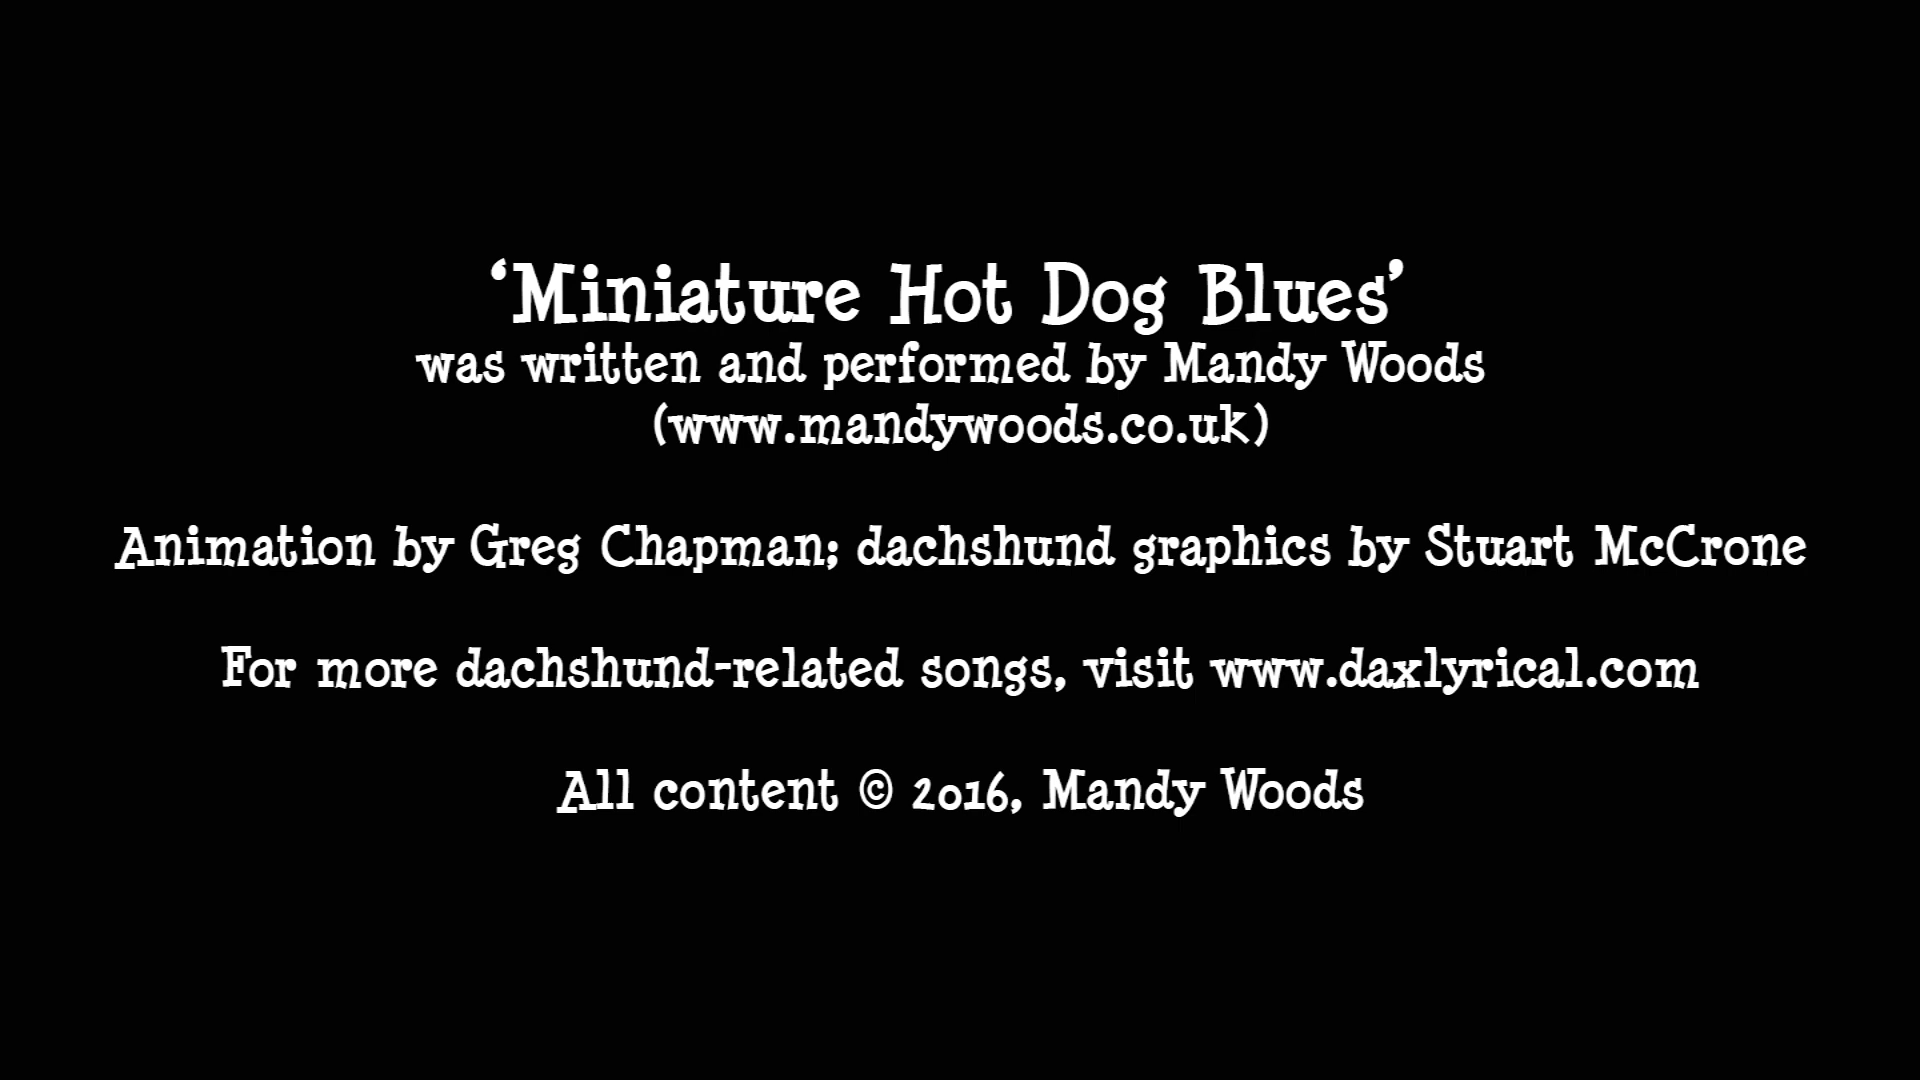 ‘Miniature Hot Dog Blues’
was written and performed by Mandy Woods
(www.mandywoods.co.uk)
Animation by Greg Chapman; dachshund graphics by Stuart McCrone
For more dachshund-related songs, visit www.daxlyrical.com
All content © 2016, Mandy Woods